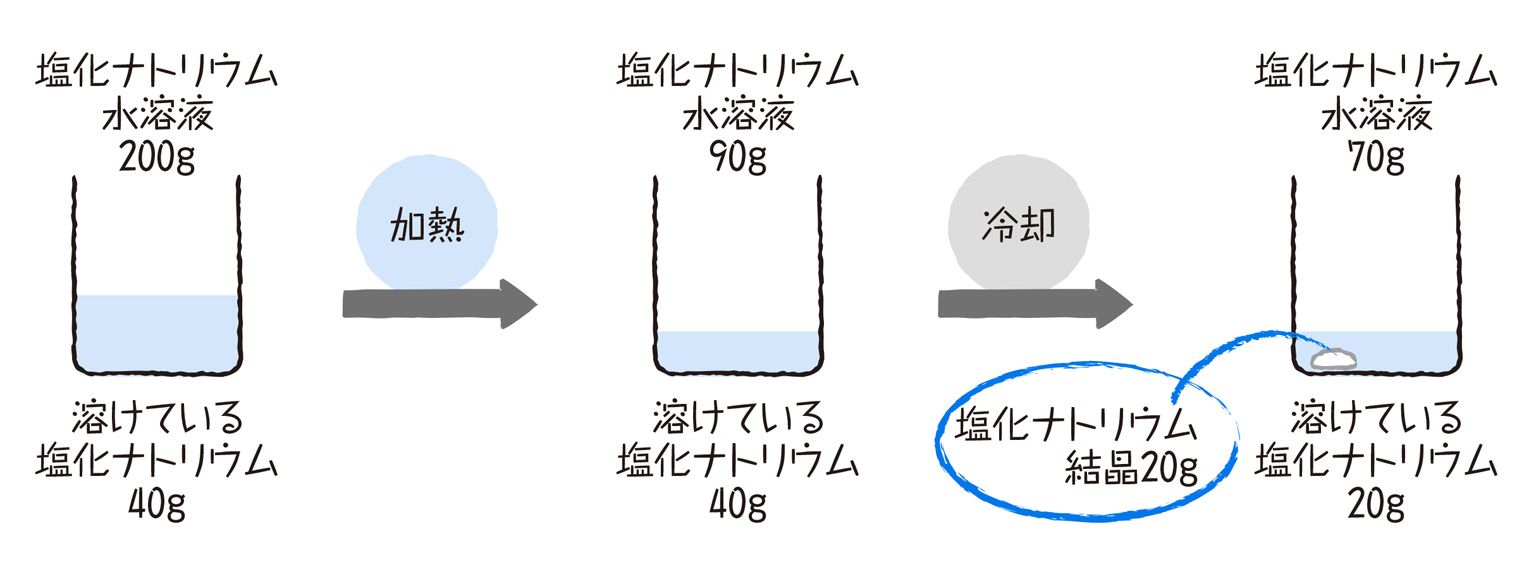 塩化ナトリウム
水溶液
200g
溶けている
塩化ナトリウム
40g
加熱
塩化ナトリウム
水溶液
90g
溶けている
塩化ナトリウム
40g
冷却
塩化ナトリウム
結晶20g
塩化ナトリウム
水溶液
70g
溶けている
塩化ナトリウム
20g